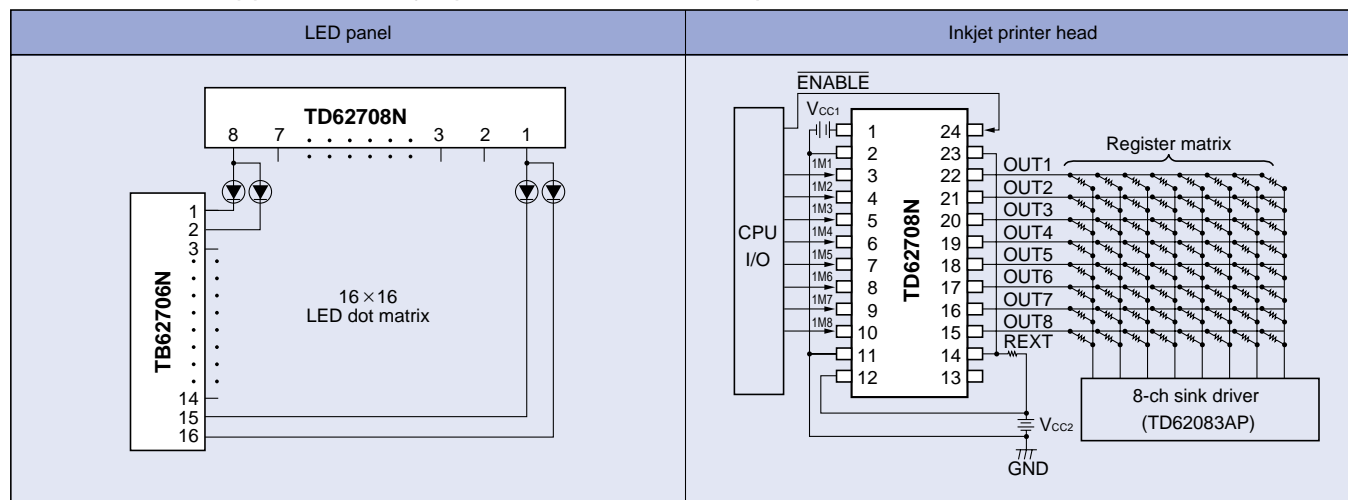 LED panel
TD62708N
8 7 · · · · · · 3 2 1
· · · · · ·
TB62706N
1
2
3
14
15
16
16×16
LED dot matrix
Inkjet printer head
ENABLE
VCC1
CPU
I/O
1M1
1M2
1M3
1M4
1M5
1M6
1M7
1M8
TD62708N
1 24
2 23
3 22
4 21
5 20
6 19
7 18
8 17
9 16
10 15
11 14
12 13
Register matrix
OUT1
OUT2
OUT3
OUT4
OUT5
OUT6
OUT7
OUT8
REXT
8-ch sink driver
(TD62083AP)
VCC2
GND